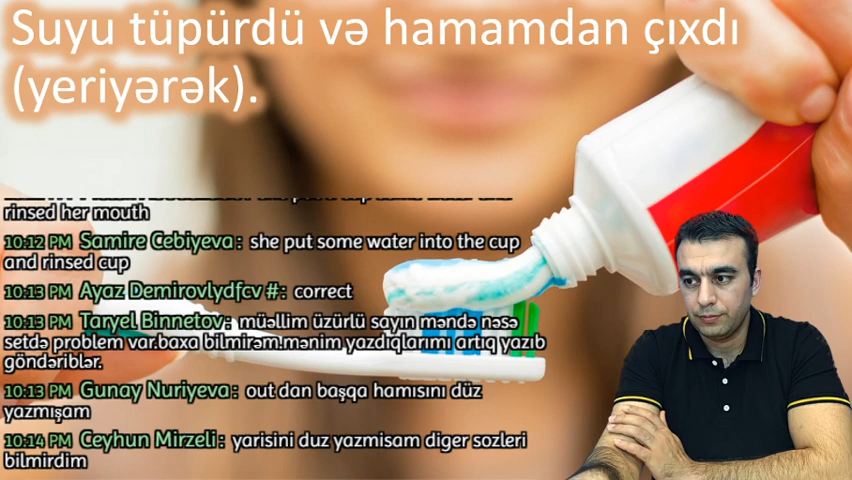 Suyu tüpürdü və hamamdan çıxdı
(yeriyərək).
rinsed her mouth
10:12 PM Samire Cebiyeva: she put some water into the cup
and rinsed cup
10:13 PM Ayaz Demirovlydfcv #: correct
10:13 PM Taryel Binnetov: müəllim üzürlü sayın məndə nəsə
setdə problem var.baxa bilmirəm.mənim yazdıqlarımı artıq yazıb
göndəriblər.
10:13 PM Gunay Nuriyeva: out dan başqa hamısını düz
yazmışam
10:14 PM Ceyhun Mirzeli: yarisini duz yazmisam diger sozleri
bilmirdim